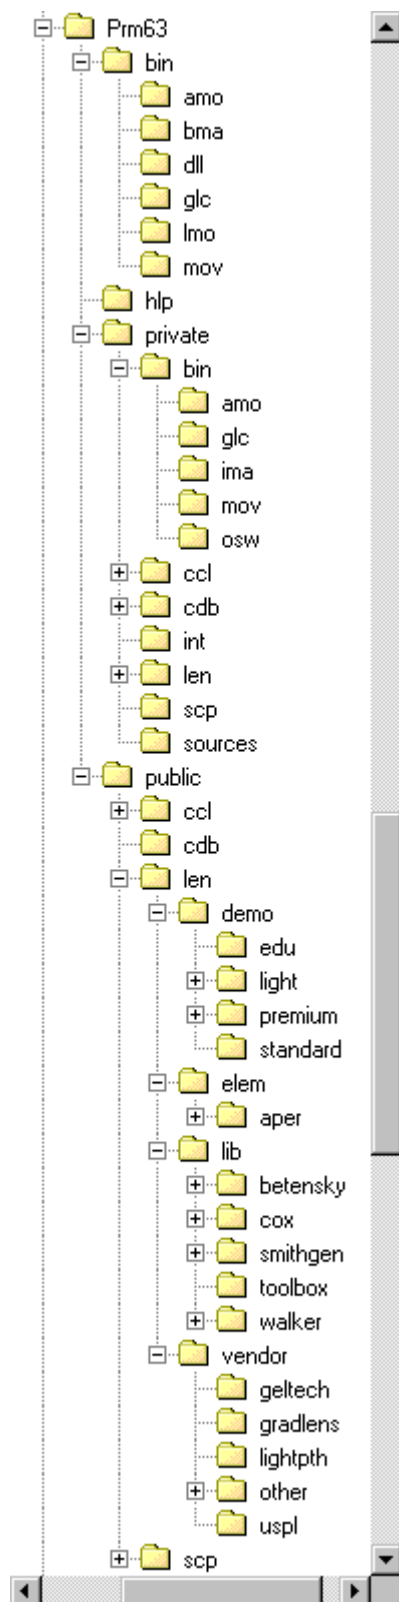 Prm63
bin
amo
bma
dll
glc
lmo
mov
hlp
private
bin
amo
glc
ima
mov
osw
ccl
cdb
int
len
scp
sources
public
ccl
cdb
len
demo
edu
light
premium
standard
elem
aper
lib
betensky
cox
smithgen
toolbox
walker
vendor
geltech
gradlens
lightpth
other
uspl
scp